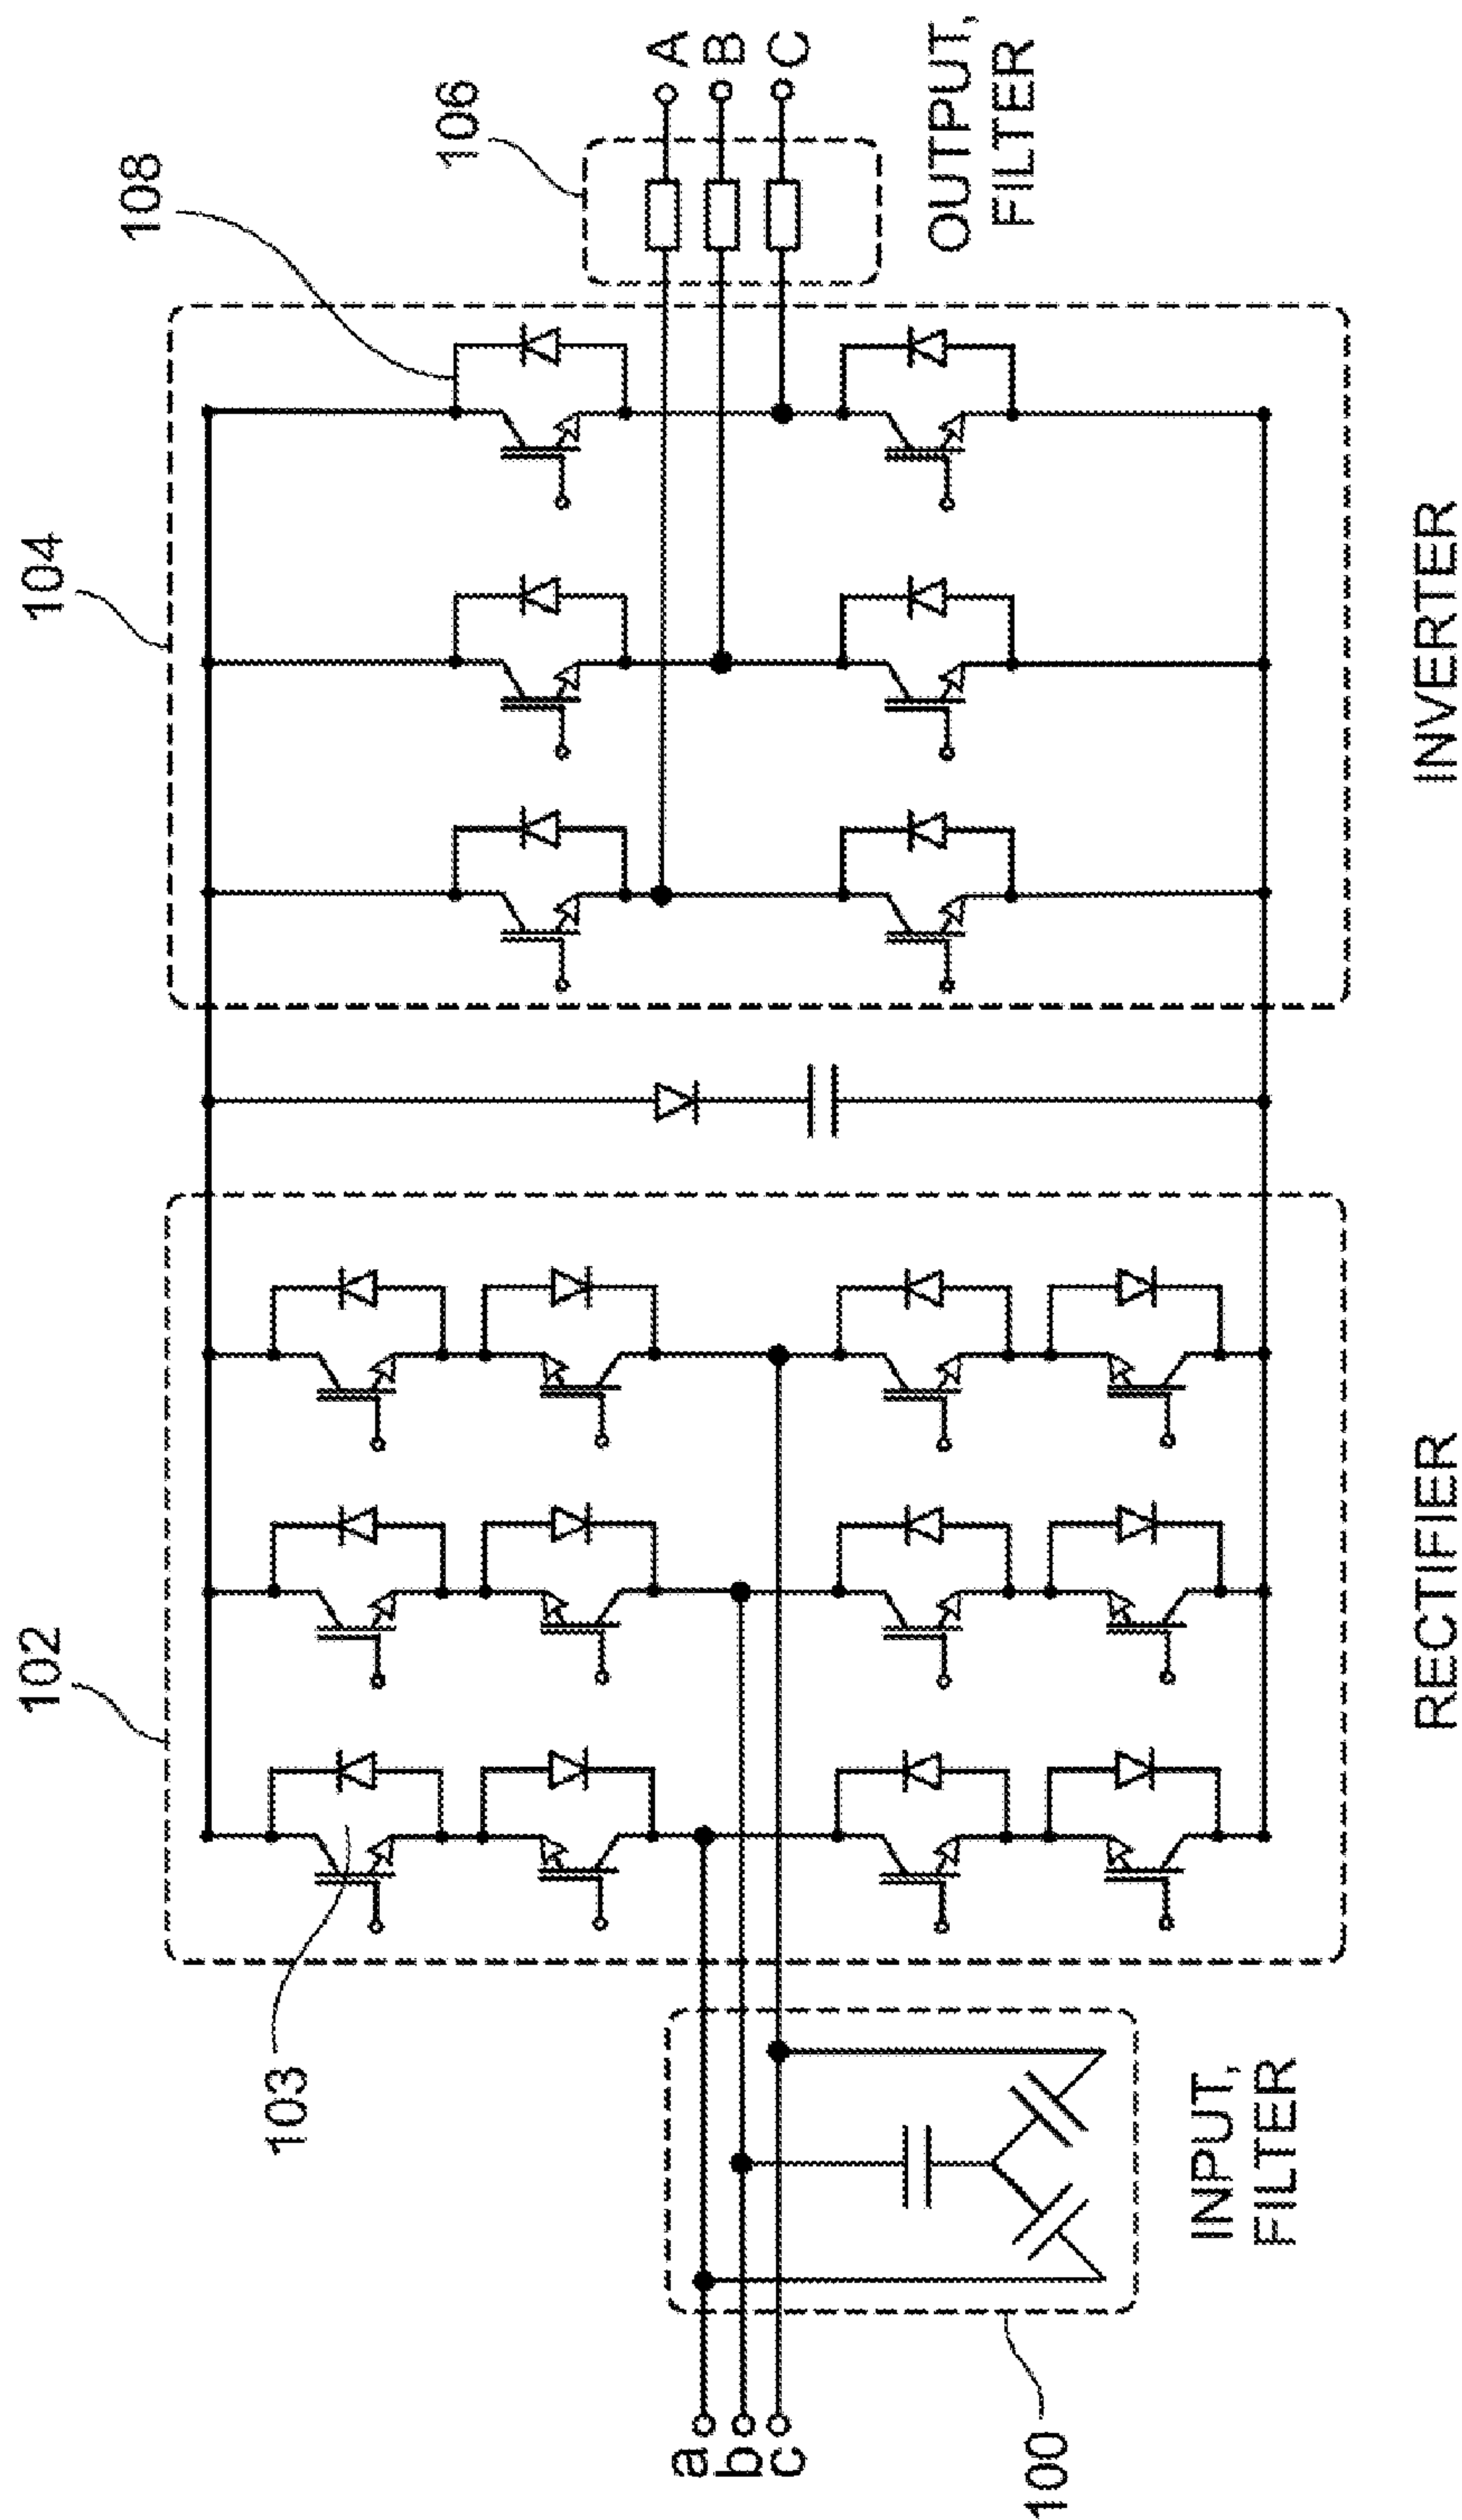 104
102
108
106
103
A
B
C
OUTPUT,
FILTER
a
b
c
100
INPUT,
FILTER
RECTIFIER
INVERTER